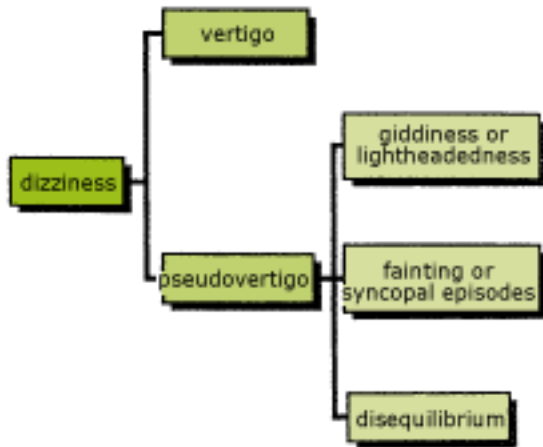 vertigo
giddiness or
lightheadedness
dizziness
pseudovertigo
fainting or
syncopal episodes
disequilibrium